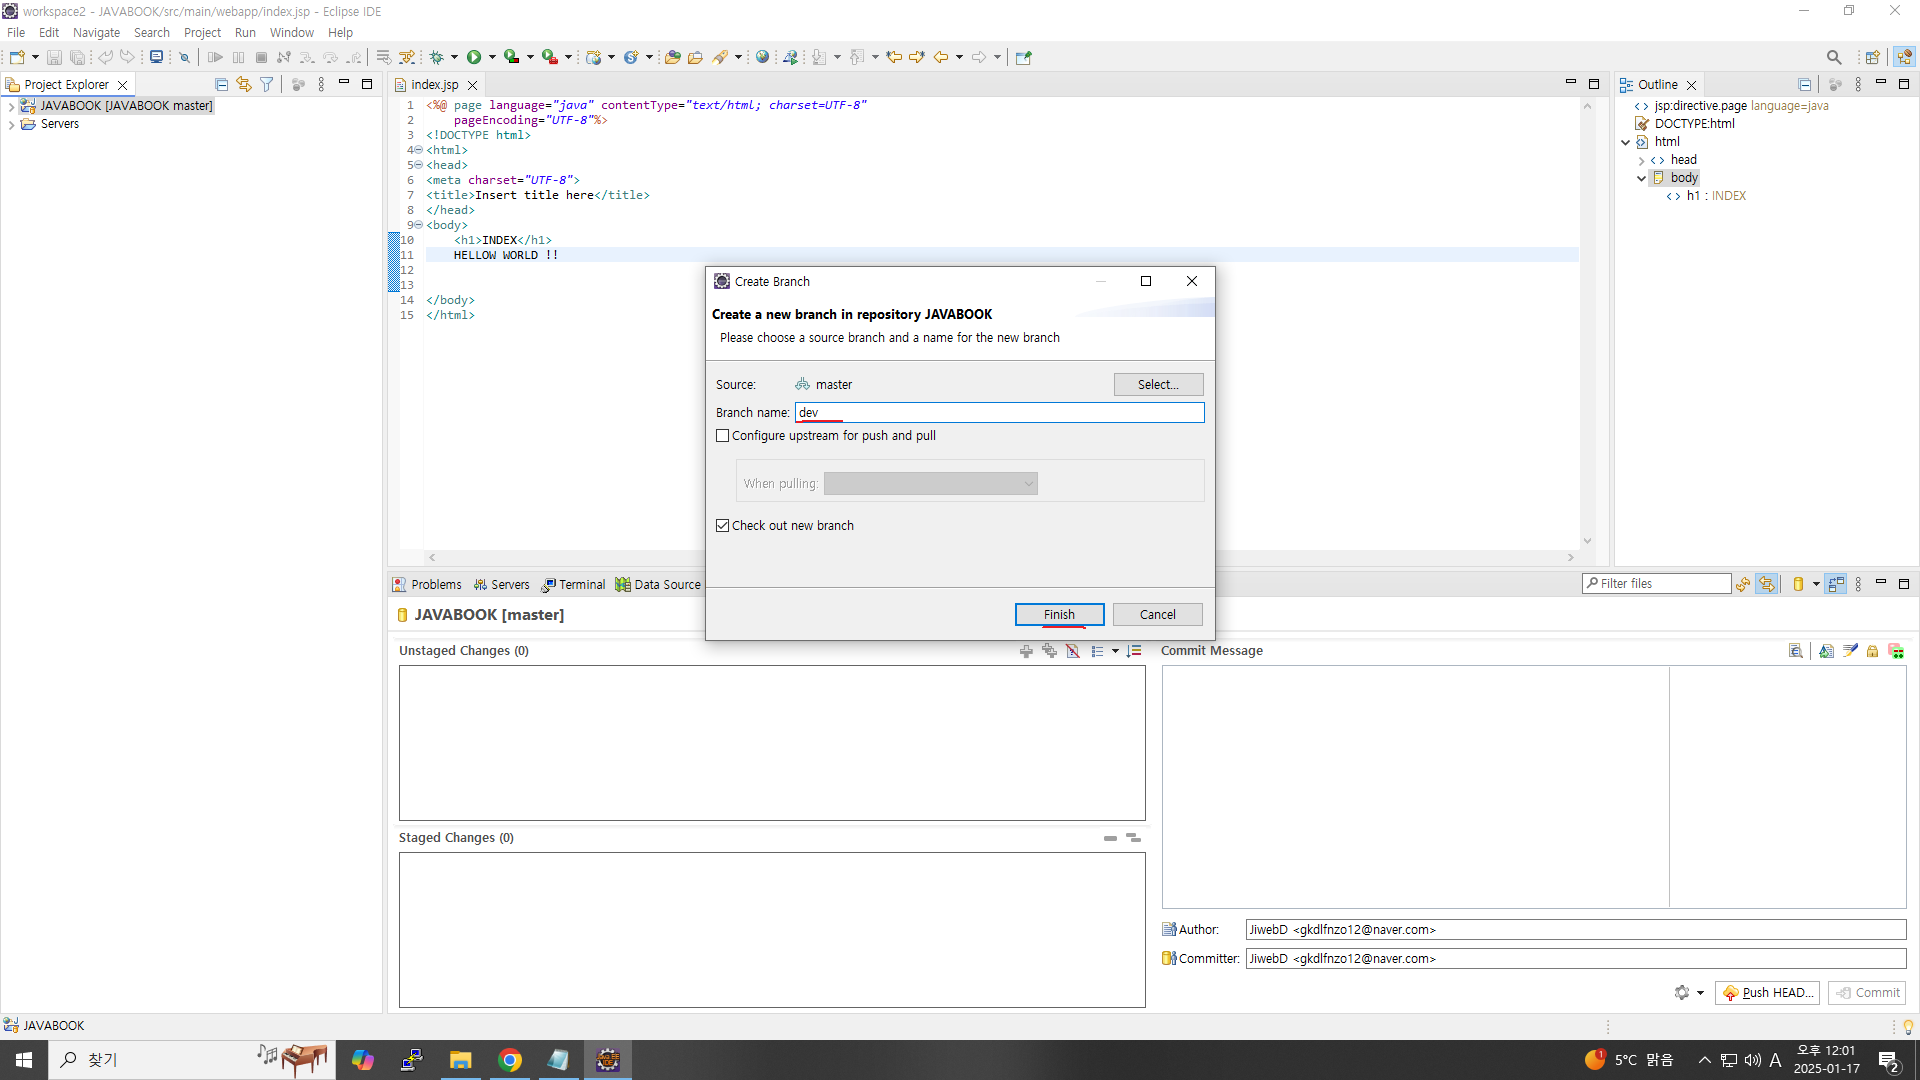 workspace2 - JAVABOOK/src/main/webapp/index.jsp - Eclipse IDE
File Edit Navigate Search Project Run Window Help
Project Explorer
JAVABOOK [JAVABOOK master]
Servers
index.jsp
1 <%@ page language="java" contentType="text/html; charset=UTF-8"
2 pageEncoding="UTF-8"%>
3 <!DOCTYPE html>
4 <html>
5 <head>
6 <meta charset="UTF-8">
7 <title>Insert title here</title>
8 </head>
9 <body>
10 <h1>INDEX</h1>
11 HELLOW WORLD !!
12
13
14 </body>
15 </html>
Outline
jsp:directive.page language=java
DOCTYPE:html
html
head
body
h1 : INDEX
Create Branch
Create a new branch in repository JAVABOOK
Please choose a source branch and a name for the new branch
Source: master Select...
Branch name: dev
Configure upstream for push and pull
When pulling:
Check out new branch
Finish Cancel
Problems Servers Terminal Data Source
Filter files
JAVABOOK [master]
Unstaged Changes (0)
Staged Changes (0)
Commit Message
Author: JiwebD <gkdlfnzo12@naver.com>
Committer: JiwebD <gkdlfnzo12@naver.com>
Push HEAD... Commit
JAVABOOK
찾기
1 5°C 맑음 A 오후 12:01
2025-01-17 2